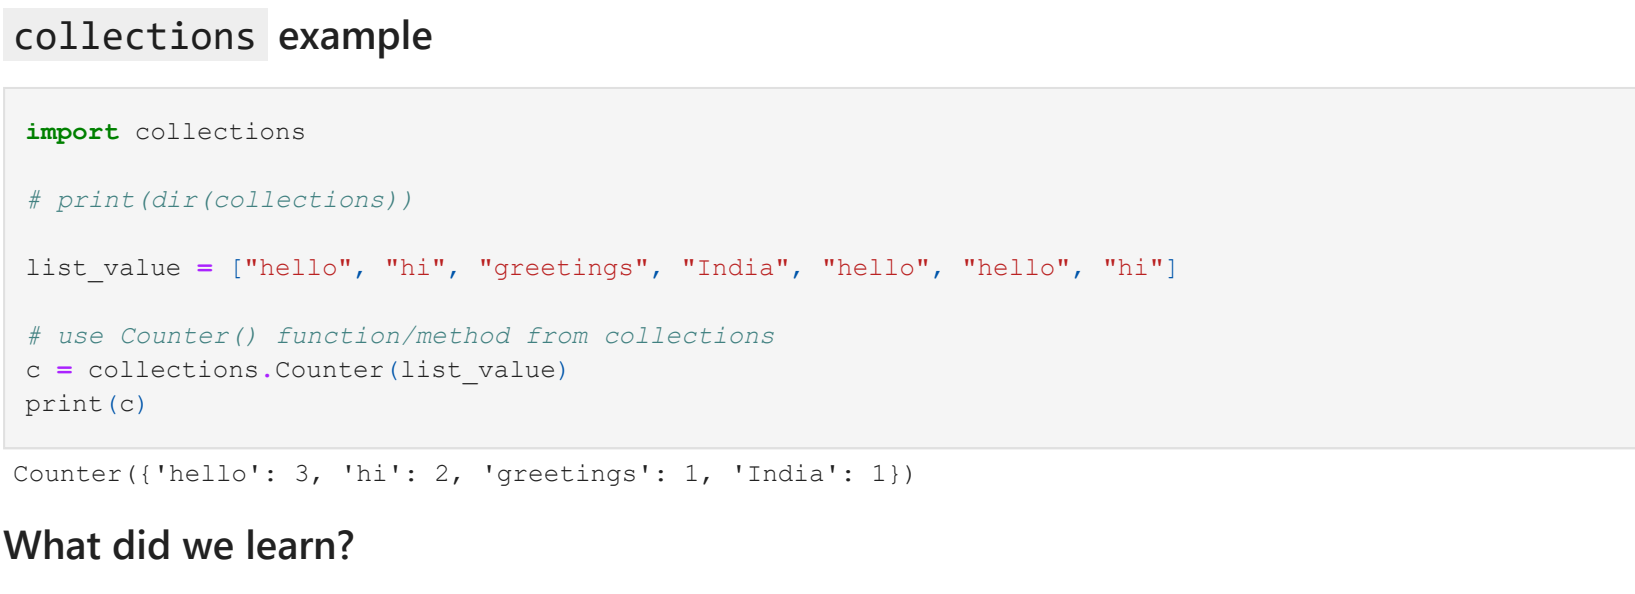 collections example
import collections
# print(dir(collections))
list_value = ["hello", "hi", "greetings", "India", "hello", "hello", "hi"]
# use Counter() function/method from collections
c = collections.Counter(list_value)
print(c)
Counter({'hello': 3, 'hi': 2, 'greetings': 1, 'India': 1})
What did we learn?